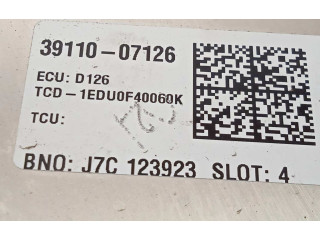 39110-07126
ECU: D126
TCD-1EDU0F40060K
TCU:
BNO: J7C 123923 SLOT: 4